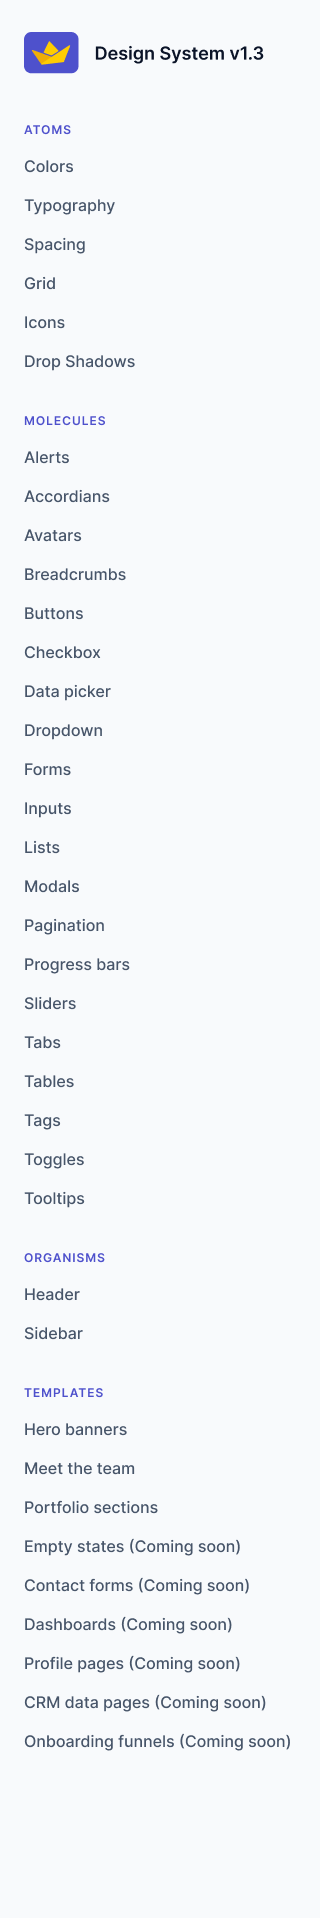 Design System v1.3
ATOMS
Colors
Typography
Spacing
Grid
Icons
Drop Shadows
MOLECULES
Alerts
Accordians
Avatars
Breadcrumbs
Buttons
Checkbox
Data picker
Dropdown
Forms
Inputs
Lists
Modals
Pagination
Progress bars
Sliders
Tabs
Tables
Tags
Toggles
Tooltips
ORGANISMS
Header
Sidebar
TEMPLATES
Hero banners
Meet the team
Portfolio sections
Empty states (Coming soon)
Contact forms (Coming soon)
Dashboards (Coming soon)
Profile pages (Coming soon)
CRM data pages (Coming soon)
Onboarding funnels (Coming soon)